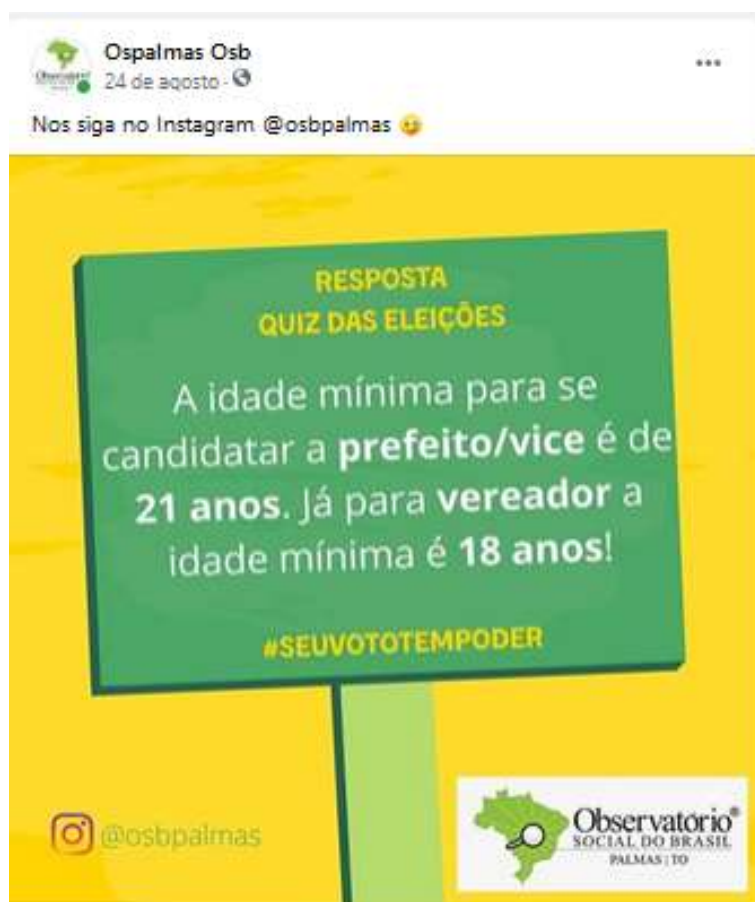 Ospalmas Osb
24 de agosto ·
Nos siga no Instagram @osbpalmas
RESPOSTA
QUIZ DAS ELEIÇÕES
A idade mínima para se
candidatar a prefeito/vice é de
21 anos. Já para vereador a
idade mínima é 18 anos!
#SEUVOTOTEMPODER
@osbpalmas
Observatório®
SOCIAL DO BRASIL
PALMAS | TO